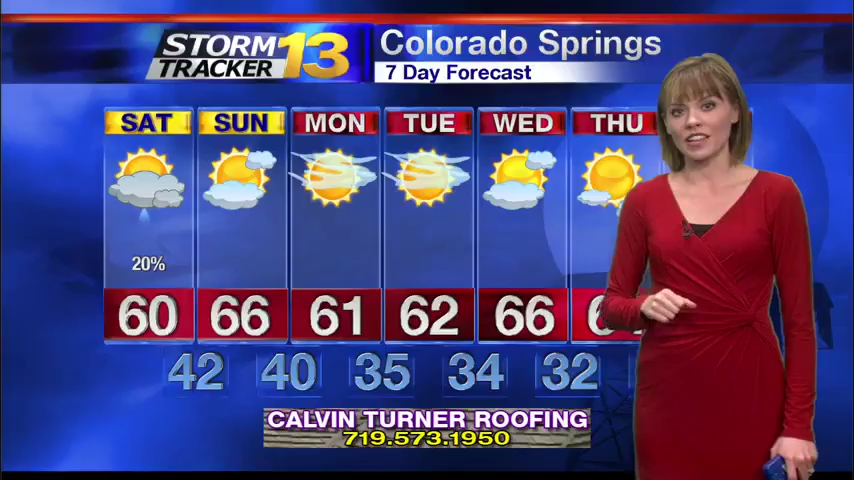 STORM
TRACKER 13
Colorado Springs
7 Day Forecast
SAT SUN MON TUE WED THU
20%
60 66 61 62 66
42 40 35 34 32
CALVIN TURNER ROOFING
719.573.1950